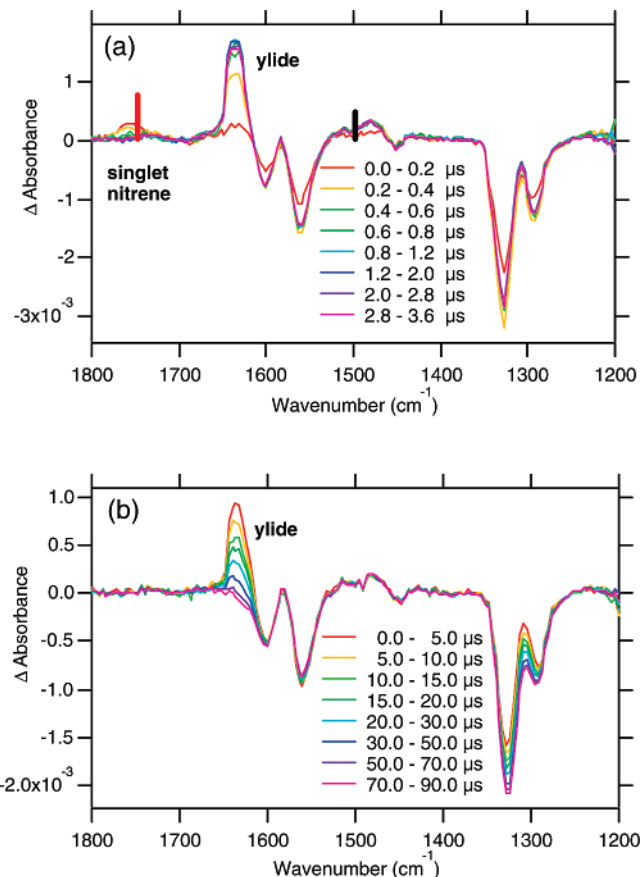 (a)
ylide
singlet
nitrene
Δ Absorbance
1
0
-1
-2
-3x10⁻³
0.0 - 0.2 μs
0.2 - 0.4 μs
0.4 - 0.6 μs
0.6 - 0.8 μs
0.8 - 1.2 μs
1.2 - 2.0 μs
2.0 - 2.8 μs
2.8 - 3.6 μs
1800 1700 1600 1500 1400 1300 1200
Wavenumber (cm⁻¹)
(b)
ylide
Δ Absorbance
1.0
0.5
0.0
-0.5
-1.0
-1.5
-2.0x10⁻³
0.0 - 5.0 μs
5.0 - 10.0 μs
10.0 - 15.0 μs
15.0 - 20.0 μs
20.0 - 30.0 μs
30.0 - 50.0 μs
50.0 - 70.0 μs
70.0 - 90.0 μs
1800 1700 1600 1500 1400 1300 1200
Wavenumber (cm⁻¹)